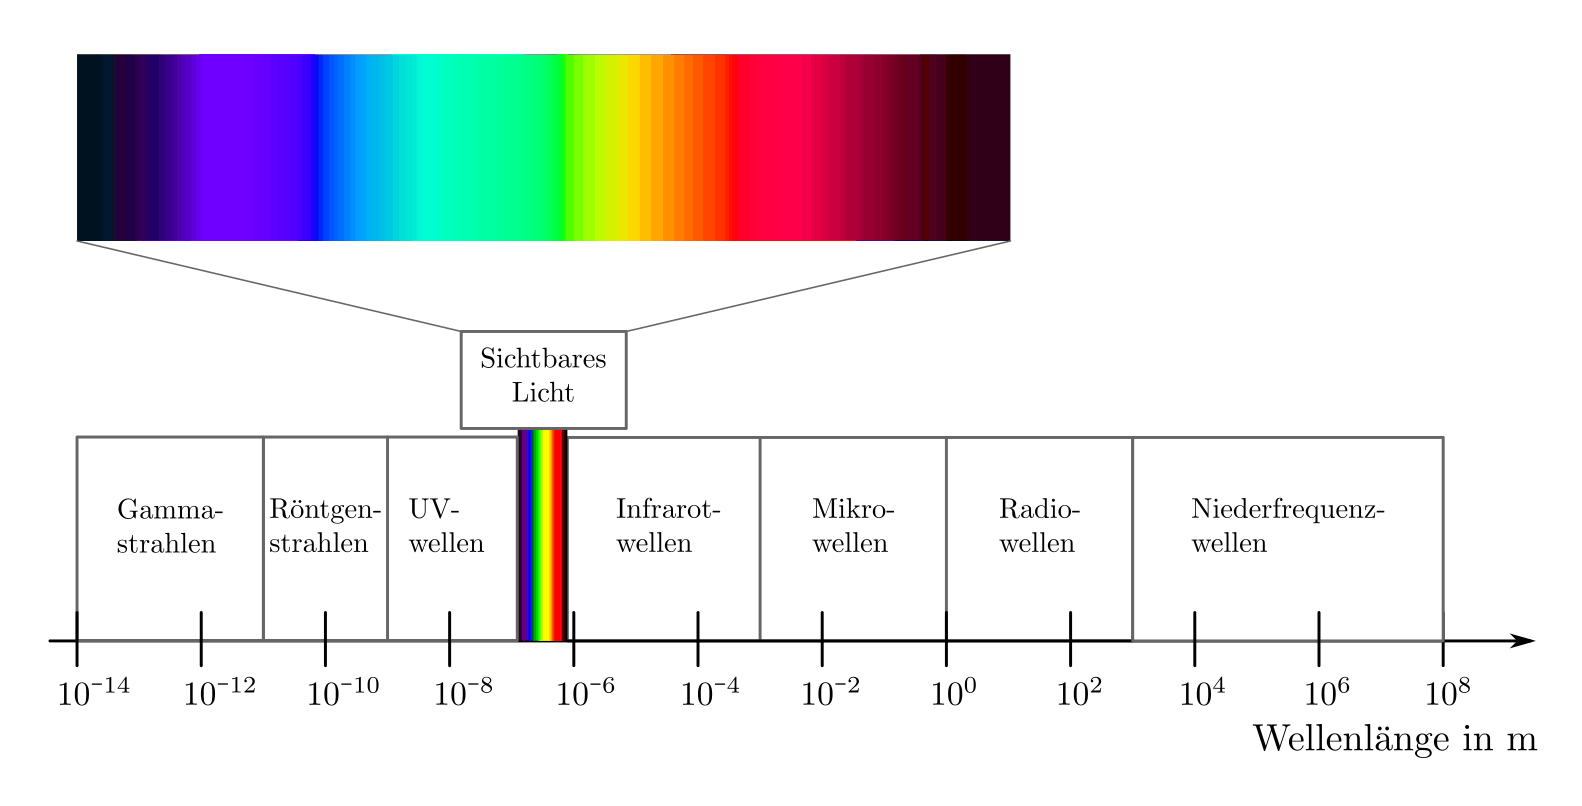 Sichtbares
Licht
Gamma-
strahlen
Röntgen-
strahlen
UV-
wellen
Infrarot-
wellen
Mikro-
wellen
Radio-
wellen
Niederfrequenz-
wellen
10⁻¹⁴ 10⁻¹² 10⁻¹⁰ 10⁻⁸ 10⁻⁶ 10⁻⁴ 10⁻² 10⁰ 10² 10⁴ 10⁶ 10⁸
Wellenlänge in m